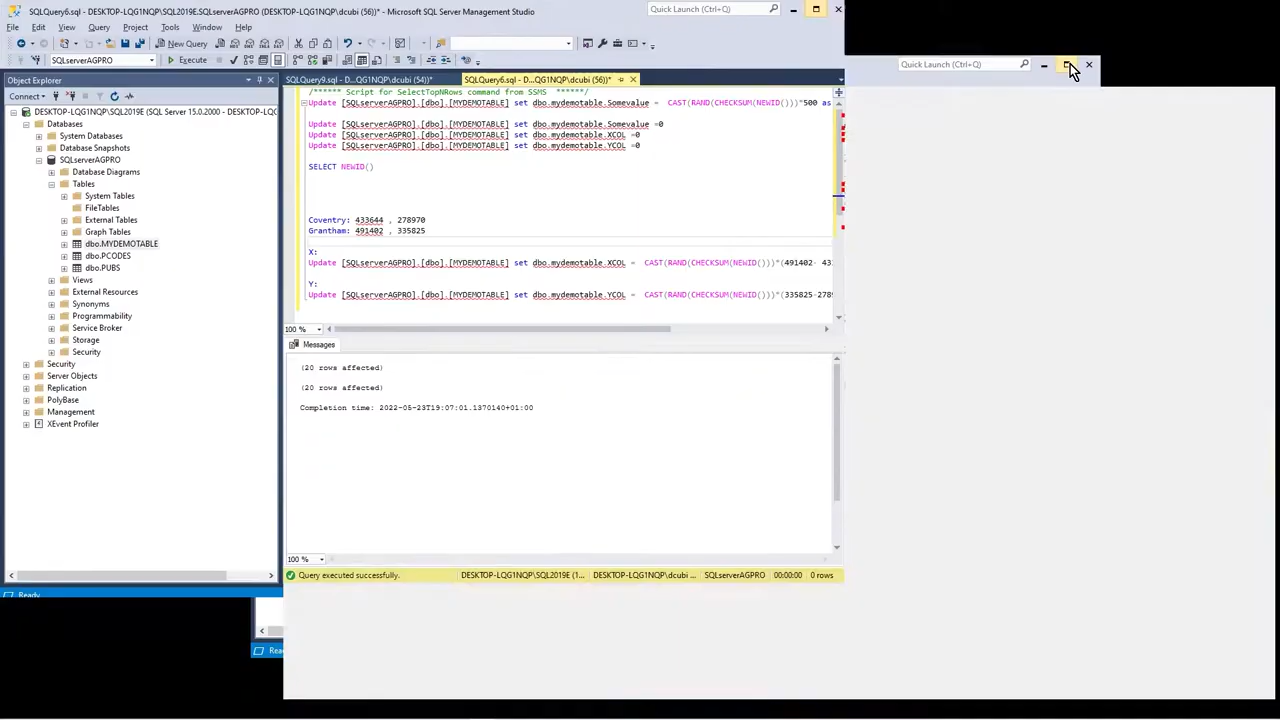 SQLQuery6.sql - DESKTOP-LQG1NQP\SQL2019E.SQLserverAGPRO (DESKTOP-LQG1NQP\dcubi (56))* - Microsoft SQL Server Management Studio
Quick Launch (Ctrl+Q)
File Edit View Query Project Tools Window Help
New Query
SQLserverAGPRO
Execute
Quick Launch (Ctrl+Q)
Object Explorer
SQLQuery9.sql - D...QG1NQP\dcubi (54))*
SQLQuery6.sql - D...QG1NQP\dcubi (56))*
Connect
DESKTOP-LQG1NQP\SQL2019E (SQL Server 15.0.2000 - DESKTOP-LQG
Databases
System Databases
Database Snapshots
SQLserverAGPRO
Database Diagrams
Tables
System Tables
FileTables
External Tables
Graph Tables
dbo.MYDEMOTABLE
dbo.PCODES
dbo.PUBS
Views
External Resources
Synonyms
Programmability
Service Broker
Storage
Security
Security
Server Objects
Replication
PolyBase
Management
XEvent Profiler
/****** Script for SelectTopNRows command from SSMS ******/
Update [SQLserverAGPRO].[dbo].[MYDEMOTABLE] set dbo.mydemotable.Somevalue = CAST(RAND(CHECKSUM(NEWID()))*500 as
Update [SQLserverAGPRO].[dbo].[MYDEMOTABLE] set dbo.mydemotable.Somevalue =0
Update [SQLserverAGPRO].[dbo].[MYDEMOTABLE] set dbo.mydemotable.XCOL =0
Update [SQLserverAGPRO].[dbo].[MYDEMOTABLE] set dbo.mydemotable.YCOL =0
SELECT NEWID()
Coventry: 433644 , 278970
Grantham: 491402 , 335825
X:
Update [SQLserverAGPRO].[dbo].[MYDEMOTABLE] set dbo.mydemotable.XCOL = CAST(RAND(CHECKSUM(NEWID()))*(491402- 43
Y:
Update [SQLserverAGPRO].[dbo].[MYDEMOTABLE] set dbo.mydemotable.YCOL = CAST(RAND(CHECKSUM(NEWID()))*(335825-278
100 %
Messages
(20 rows affected)
(20 rows affected)
Completion time: 2022-05-23T19:07:01.1370140+01:00
100 %
Query executed successfully.
DESKTOP-LQG1NQP\SQL2019E (1... DESKTOP-LQG1NQP\dcubi ... SQLserverAGPRO 00:00:00 0 rows
Ready
Rea